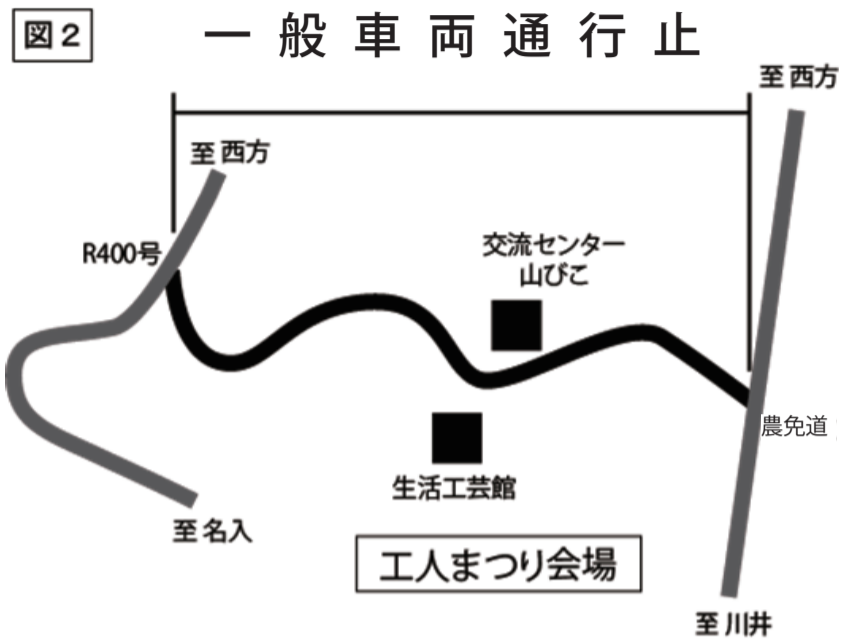 図2
一般車両通行止
至 西方
至 西方
R400号
交流センター
山びこ
農免道
生活工芸館
至 名入
工人まつり会場
至 川井